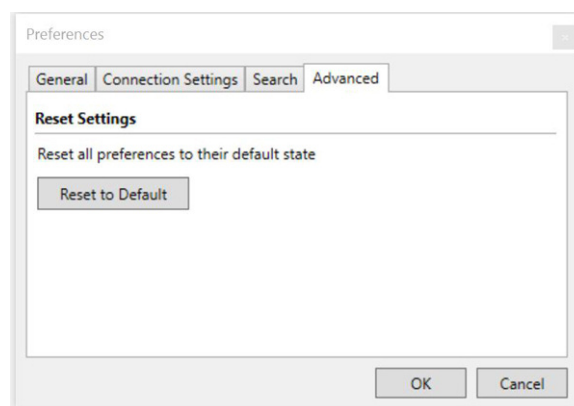 Preferences
General Connection Settings Search Advanced
Reset Settings
Reset all preferences to their default state
Reset to Default
OK Cancel